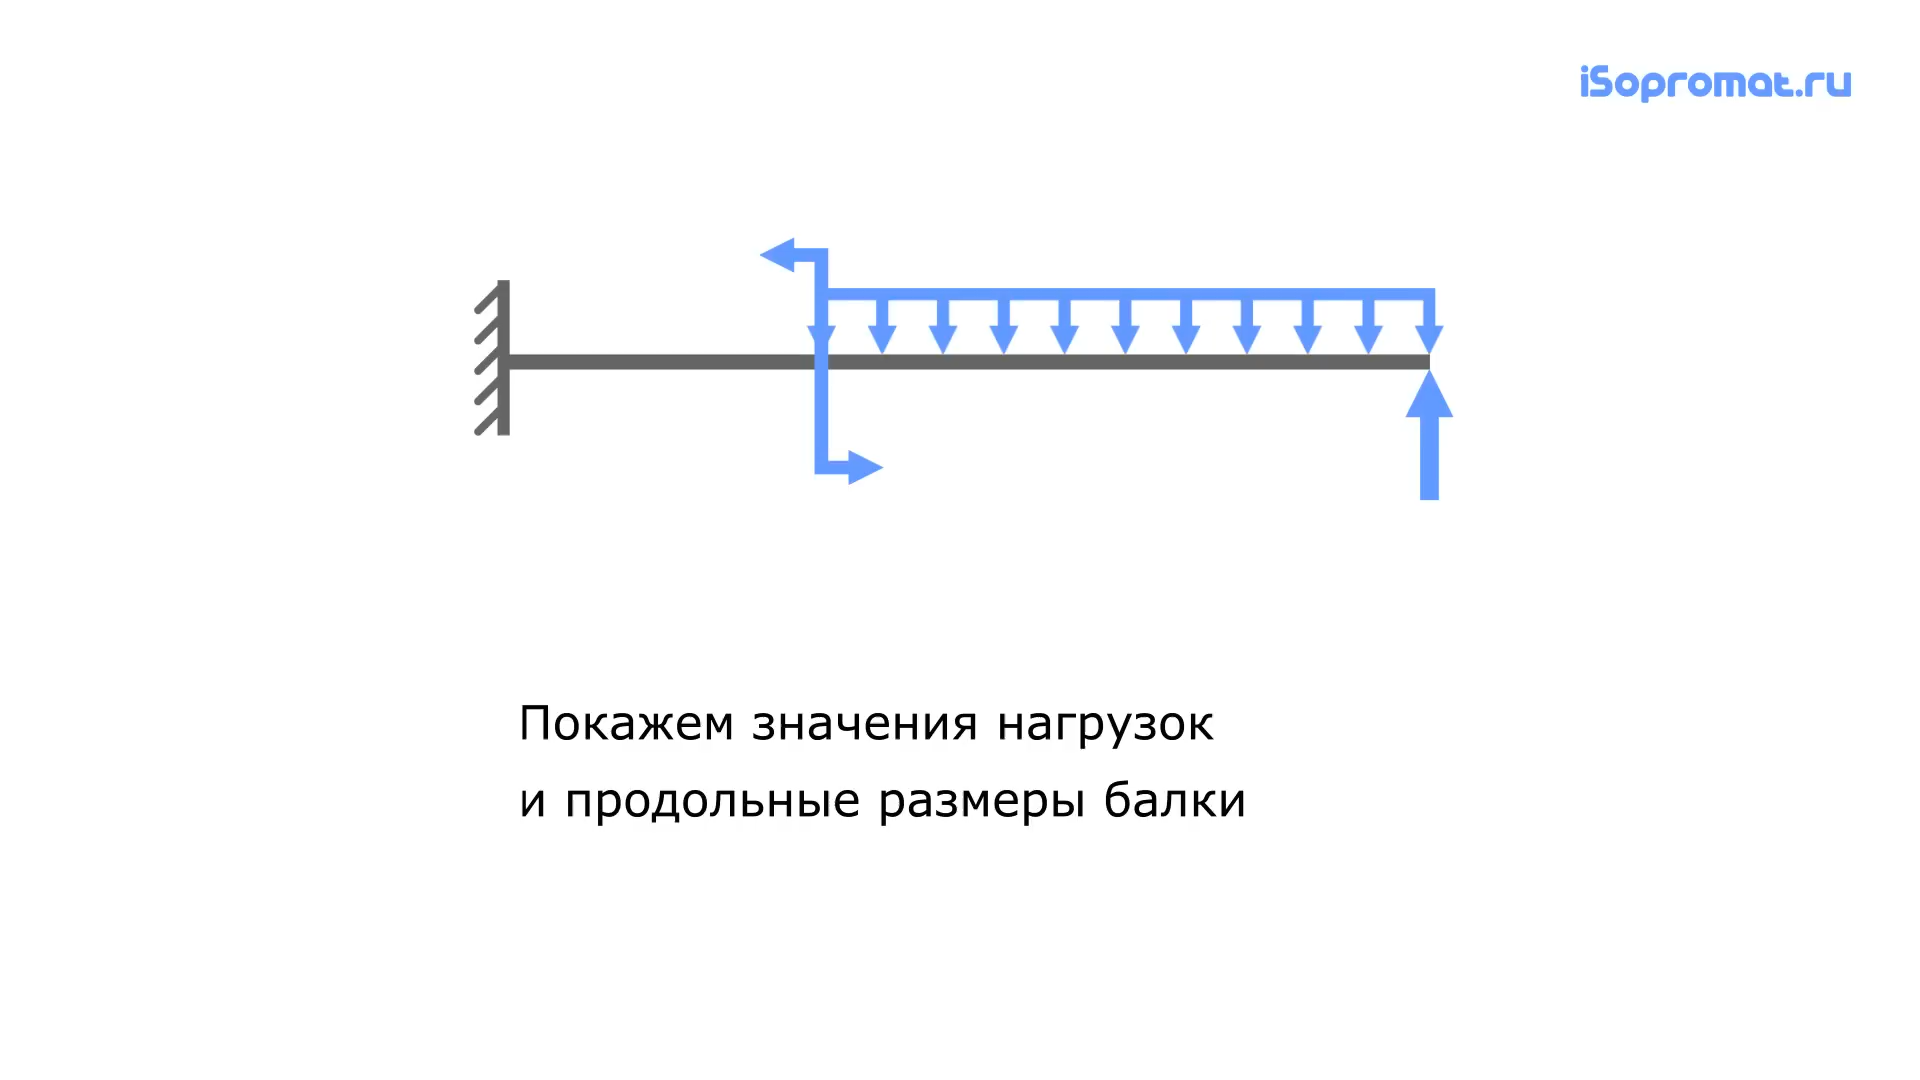 iSopromat.ru
Покажем значения нагрузок
и продольные размеры балки